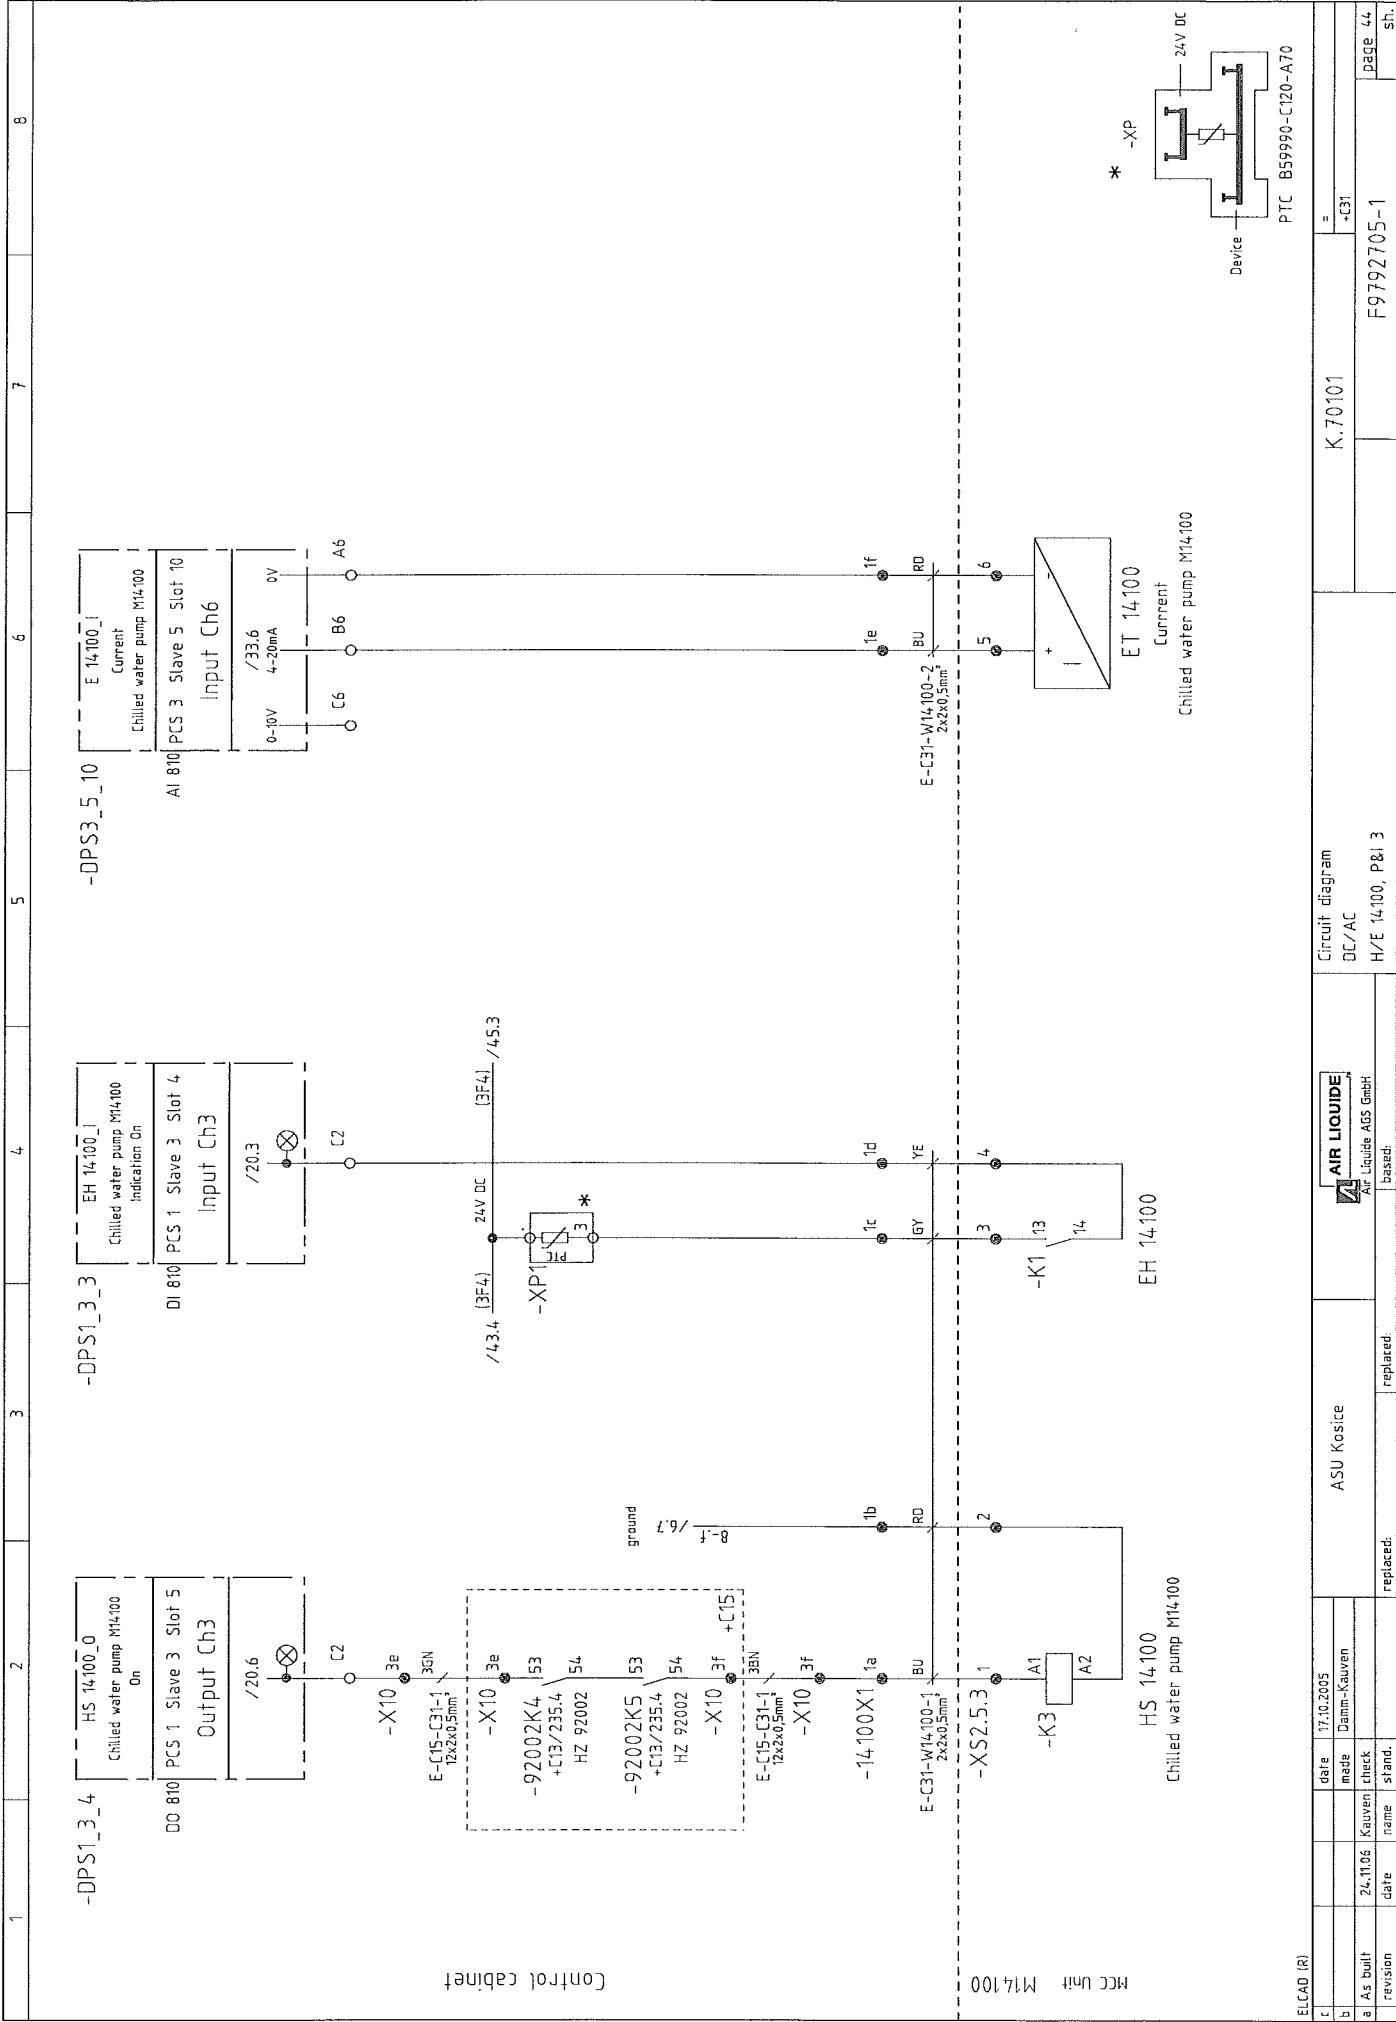 1
2
3
4
5
6
7
8
-DPS1_3_4
HS 14100_O
Chilled water pump M14100
On
DO 810
PCS 1 Slave 3 Slot 5
Output Ch3
/20.6
C2
-X10
3e
3GN
E-C15-C31-1
12x2x0,5mm²
-X10
3e
-92002K4
+C13/235.4
HZ 92002
53
54
-92002K5
+C13/235.4
HZ 92002
53
54
-X10
3f
+C15
3BN
E-C15-C31-1
12x2x0,5mm²
-X10
3f
-14100X1
1a
BU
E-C31-W14100-1
2x2x0,5mm²
-XS2.5.3
1
-K3
A1
A2
HS 14100
Chilled water pump M14100
ground
/6.7
8-.f
1b
RD
2
-DPS1_3_3
EH 14100_I
Chilled water pump M14100
Indication On
DI 810
PCS 1 Slave 3 Slot 4
Input Ch3
/20.3
C2
/43.4
(3F4)
24V DC
(3F4)
/45.3
-XP1
PTC
3
*
1c
1d
GY
YE
3
4
-K1
13
14
EH 14100
-DPS3_5_10
E 14100_I
Current
Chilled water pump M14100
AI 810
PCS 3 Slave 5 Slot 10
Input Ch6
/33.6
0-10V
4-20mA
0V
C6
B6
A6
1e
1f
BU
RD
E-C31-W14100-2
2x2x0,5mm²
5
6
+
-
I
ET 14100
Currrent
Chilled water pump M14100
*
-XP
24V DC
Device
PTC B59990-C120-A70
Control cabinet
MCC Unit M14100
ELCAD (R)
c
b
a As built 24.11.06 Kauven
revision date name
date 17.10.2005
made Damm-Kauven
check
stand.
ASU Kosice
replaced:
replaced:
AIR LIQUIDE
Air Liquide AGS GmbH
based:
Circuit diagram
DC/AC
H/E 14100, P&I 3
K.70101
=
+C31
F9792705-1
page 44
sh.